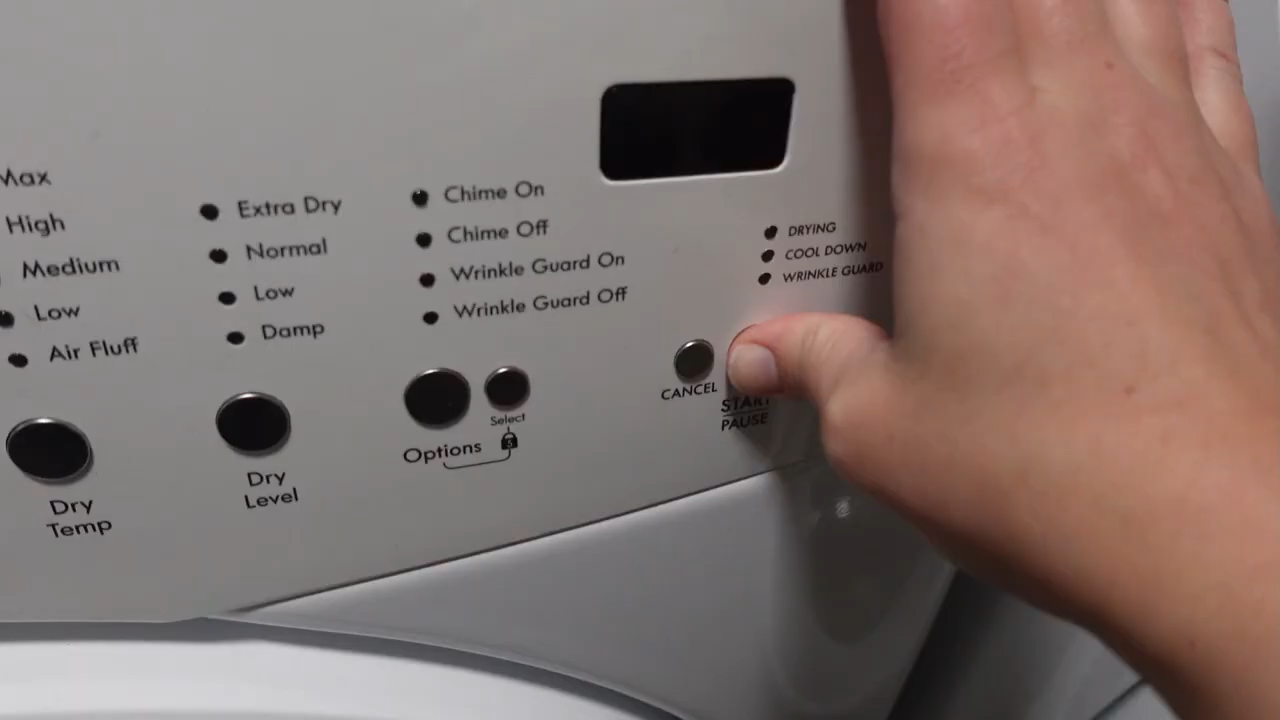 Max
High
Medium
Low
Air Fluff
Dry
Temp
Extra Dry
Normal
Low
Damp
Dry
Level
Chime On
Chime Off
Wrinkle Guard On
Wrinkle Guard Off
Options
Select
DRYING
COOL DOWN
WRINKLE GUARD
CANCEL
START
PAUSE